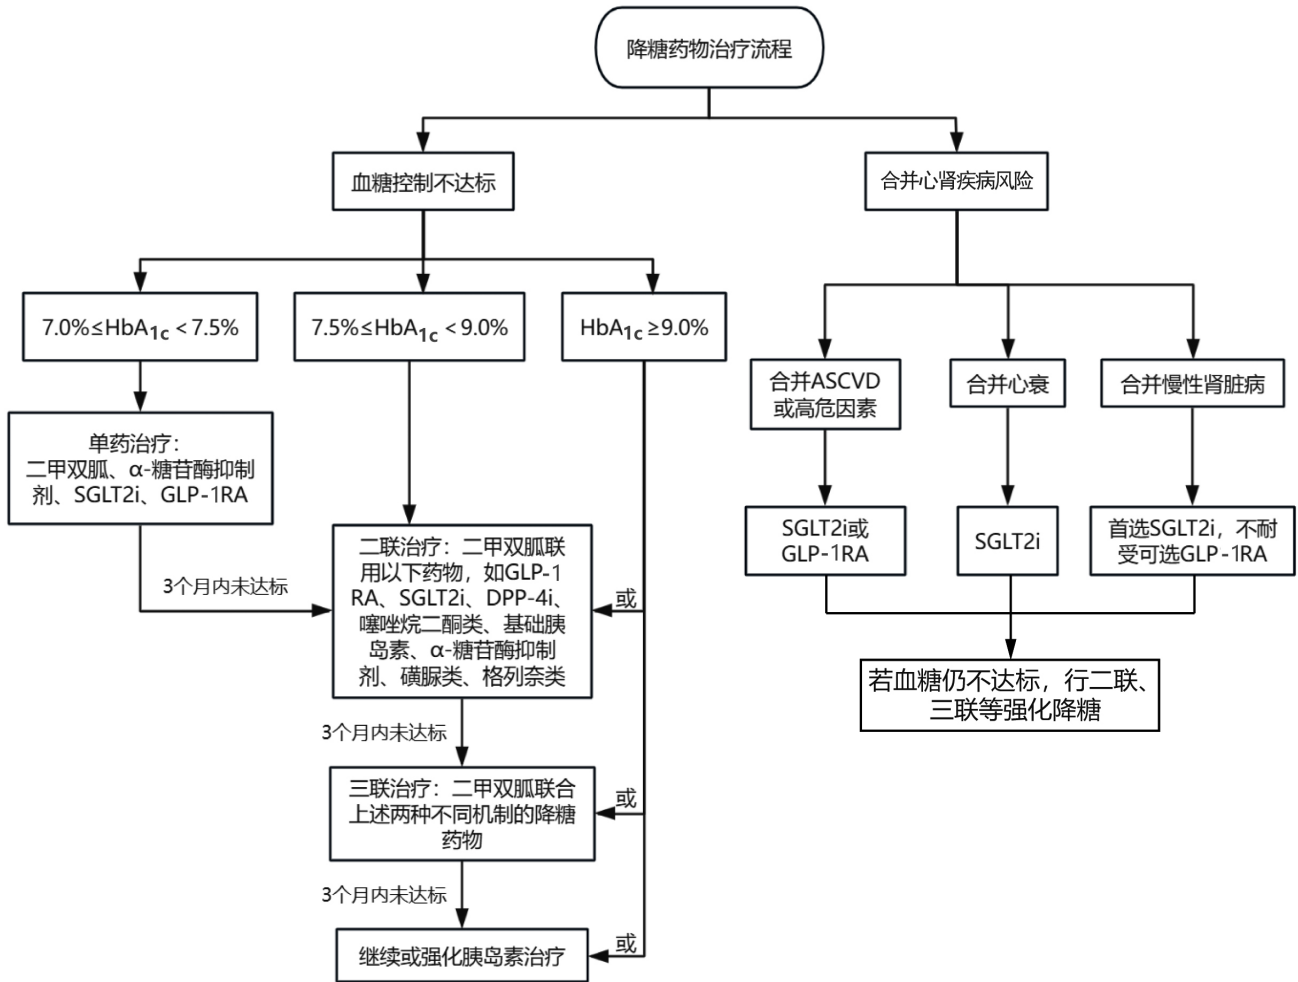 降糖药物治疗流程
血糖控制不达标
合并心肾疾病风险
7.0%≤HbA1c＜7.5%
7.5%≤HbA1c＜9.0%
HbA1c≥9.0%
合并ASCVD
或高危因素
合并心衰
合并慢性肾脏病
单药治疗：
二甲双胍、α-糖苷酶抑制
剂、SGLT2i、GLP-1RA
SGLT2i或
GLP-1RA
SGLT2i
首选SGLT2i，不耐
受可选GLP-1RA
3个月内未达标
二联治疗：二甲双胍联
用以下药物，如GLP-1
RA、SGLT2i、DPP-4i、
噻唑烷二酮类、基础胰
岛素、α-糖苷酶抑制
剂、磺脲类、格列奈类
或
若血糖仍不达标，行二联、
三联等强化降糖
3个月内未达标
三联治疗：二甲双胍联合
上述两种不同机制的降糖
药物
或
3个月内未达标
继续或强化胰岛素治疗
或